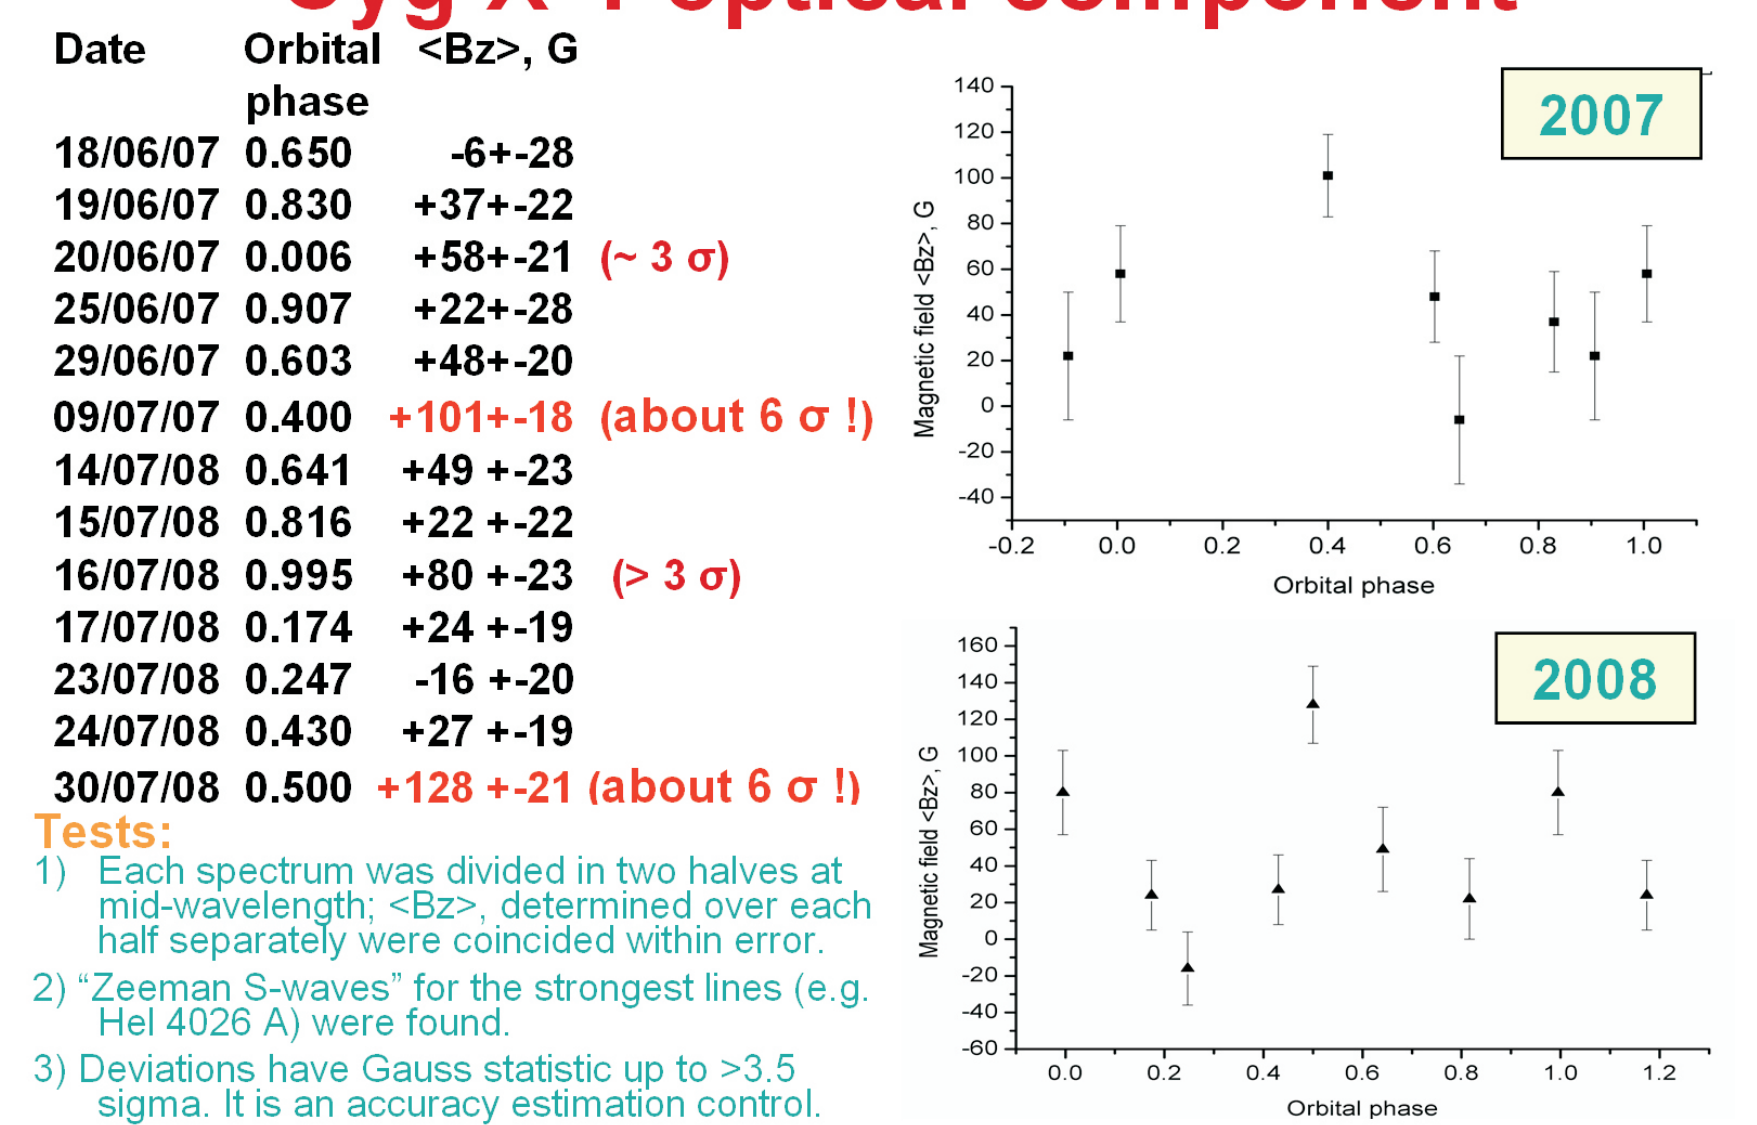 Cyg X-1 optical component
Date Orbital <Bz>, G
phase
18/06/07 0.650 -6+-28
19/06/07 0.830 +37+-22
20/06/07 0.006 +58+-21 (~ 3 σ)
25/06/07 0.907 +22+-28
29/06/07 0.603 +48+-20
09/07/07 0.400 +101+-18 (about 6 σ !)
14/07/08 0.641 +49 +-23
15/07/08 0.816 +22 +-22
16/07/08 0.995 +80 +-23 (> 3 σ)
17/07/08 0.174 +24 +-19
23/07/08 0.247 -16 +-20
24/07/08 0.430 +27 +-19
30/07/08 0.500 +128 +-21 (about 6 σ !)
Tests:
1) Each spectrum was divided in two halves at
mid-wavelength; <Bz>, determined over each
half separately were coincided within error.
2) “Zeeman S-waves” for the strongest lines (e.g.
HeI 4026 A) were found.
3) Deviations have Gauss statistic up to >3.5
sigma. It is an accuracy estimation control.
2007
Magnetic field <Bz>, G
140
120
100
80
60
40
20
0
-20
-40
-0.2 0.0 0.2 0.4 0.6 0.8 1.0
Orbital phase
2008
Magnetic field <Bz>, G
160
140
120
100
80
60
40
20
0
-20
-40
-60
0.0 0.2 0.4 0.6 0.8 1.0 1.2
Orbital phase